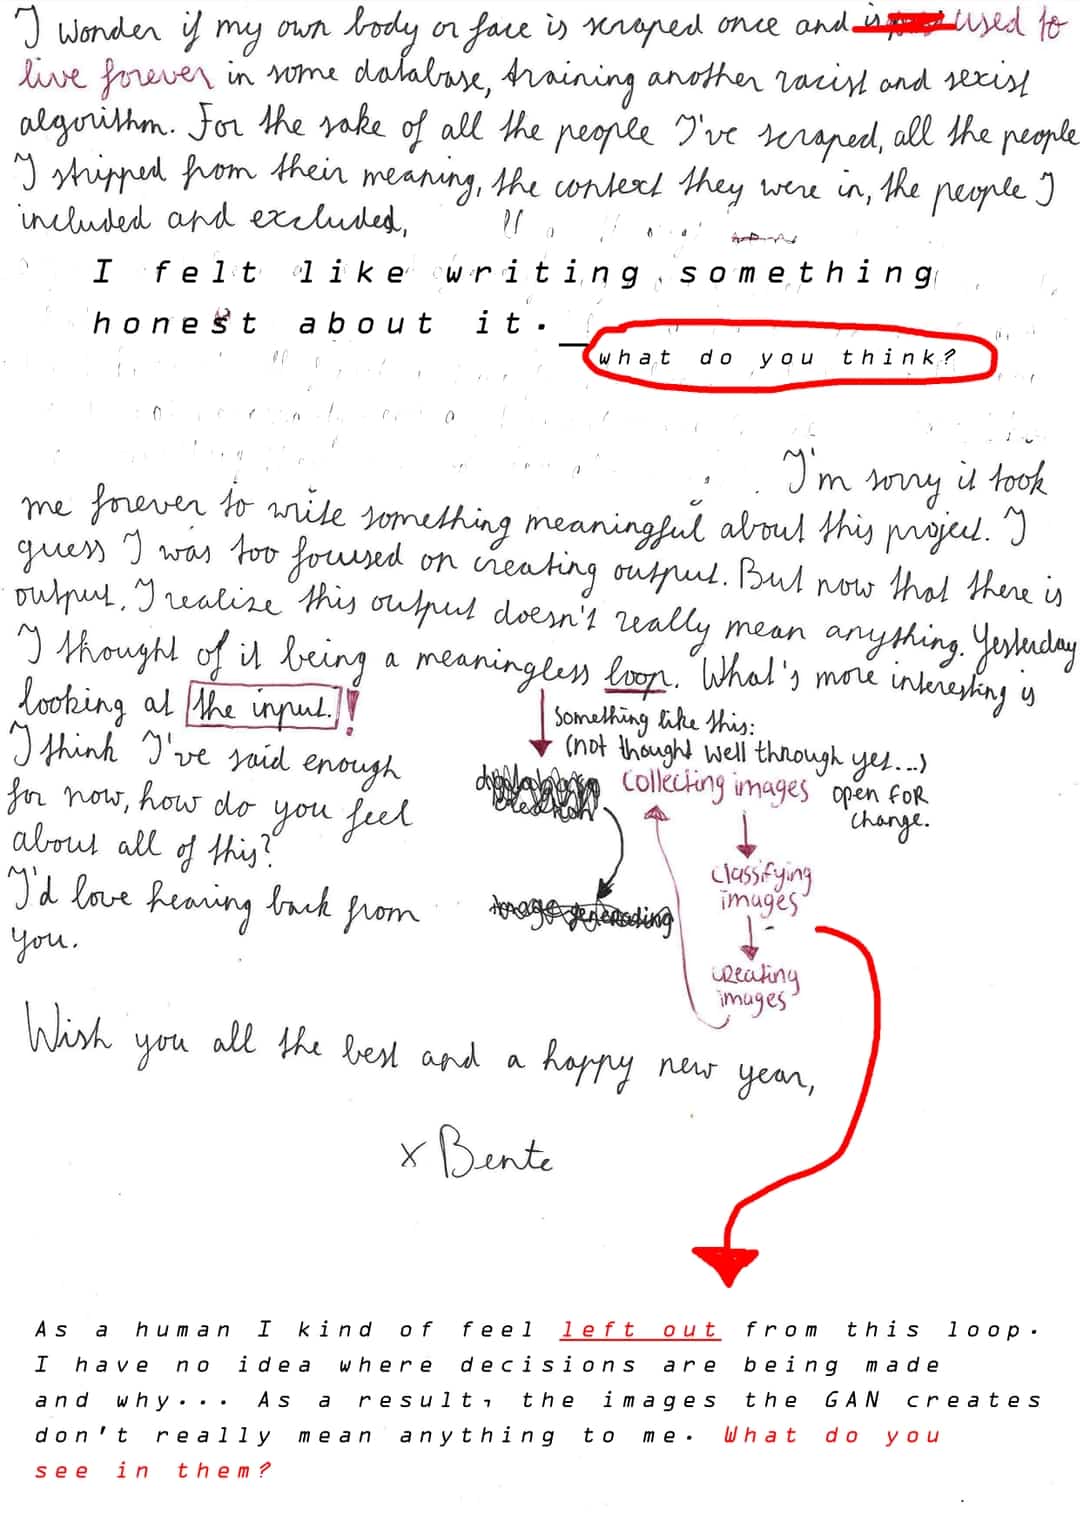 I wonder if my own body or face is scraped once and is used to
live forever in some database, training another racist and sexist
algorithm. For the sake of all the people I've scraped, all the people
I stripped from their meaning, the context they were in, the people I
included and excluded,
I felt like writing something
honest about it. _
what do you think?
I'm sorry it took
me forever to write something meaningful about this project. I
guess I was too focused on creating output. But now that there is
output, I realize this output doesn't really mean anything. Yesterday
I thought of it being a meaningless loop. What's more interesting is
looking at the input. !
I think I've said enough
for now, how do you feel
about all of this?
I'd love hearing back from
you.
something like this:
(not thought well through yet...)
collecting images
open for
change.
classifying
images
creating
images
image generating
Wish you all the best and a happy new year,
x Bente
As a human I kind of feel left out from this loop.
I have no idea where decisions are being made
and why... As a result, the images the GAN creates
don't really mean anything to me. What do you
see in them?